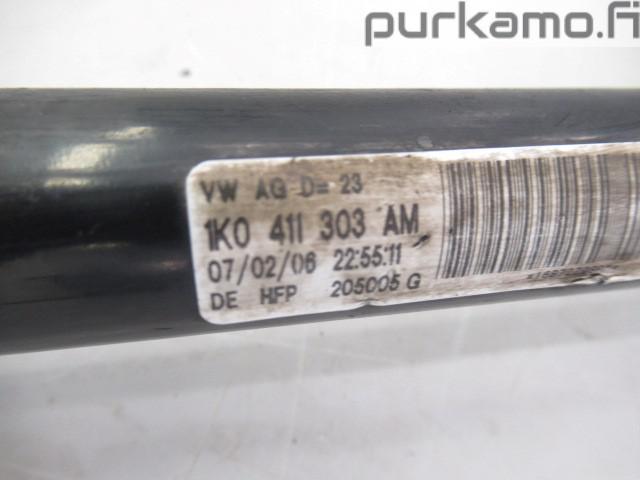 purkamo.fi
VW AG D= 23
1K0 411 303 AM
07/02/06 22:55:11
DE HFP 205005 G